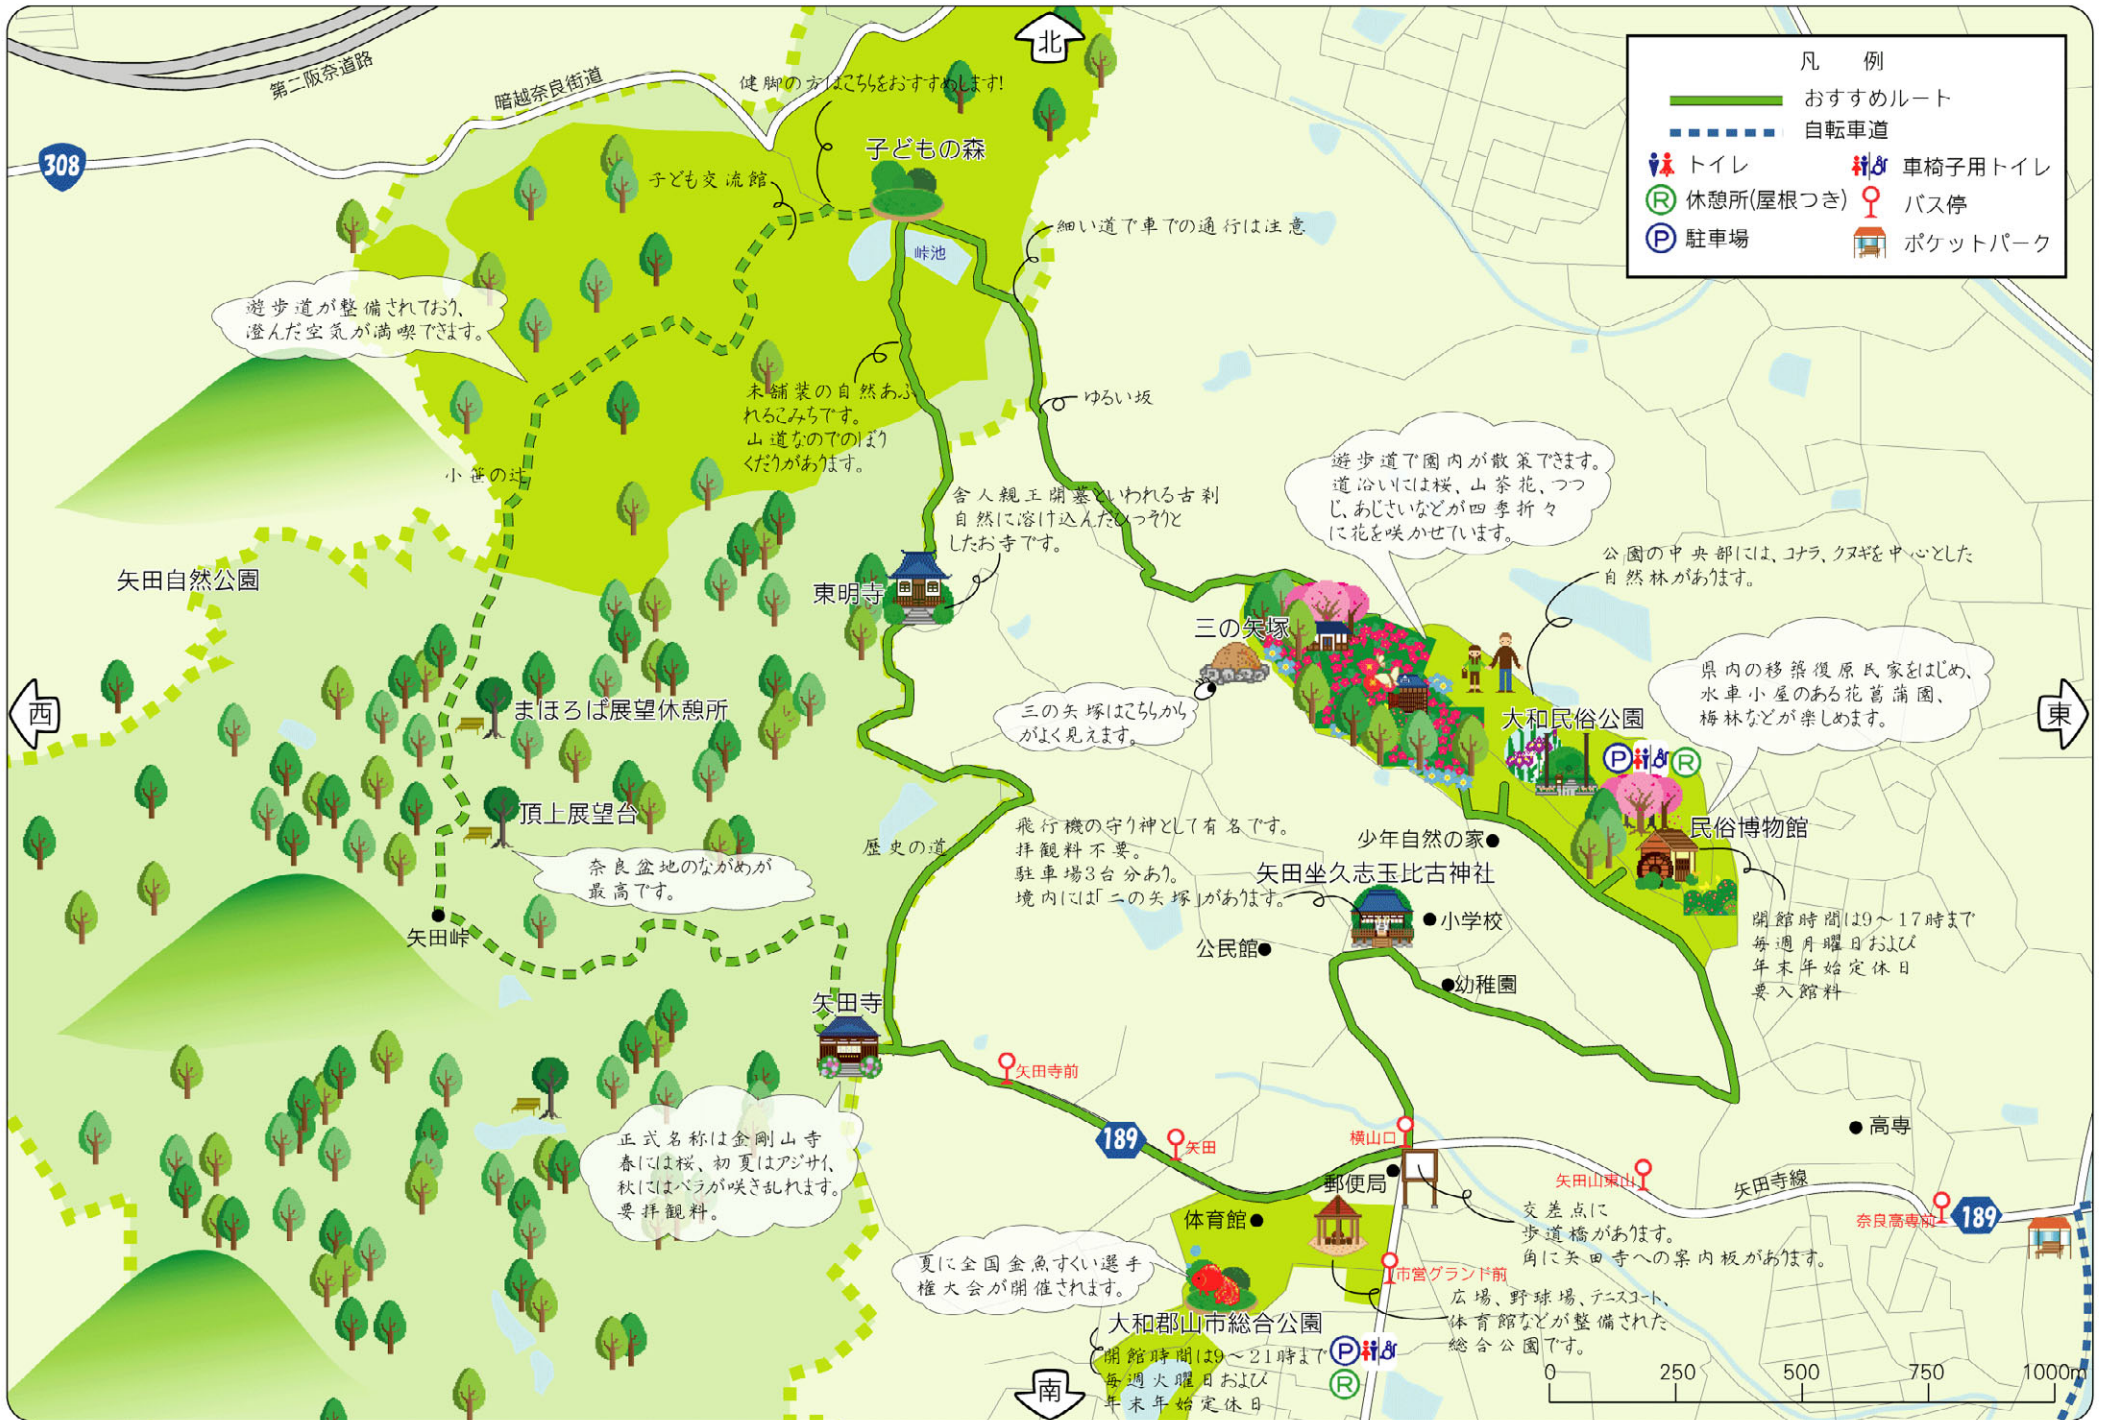 北
第二阪奈道路
暗越奈良街道
308
健脚の方はこちらをおすすめします!
子どもの森
子ども交流館
峠池
細い道で車での通行は注意
凡 例
おすすめルート
自転車道
トイレ
車椅子用トイレ
R 休憩所(屋根つき)
バス停
P 駐車場
ポケットパーク
遊歩道が整備されており、
澄んだ空気が満喫できます。
未舗装の自然あふ
れるこみちです。
山道なのでのぼり
くだりがあります。
ゆるい坂
小笹の辻
舎人親王開基といわれる古刹
自然に溶け込んだひっそりと
したお寺です。
遊歩道で園内が散策できます。
道沿いには桜、山茶花、つつ
じ、あじさいなどが四季折々
に花を咲かせています。
公園の中央部には、コナラ、クヌギを中心とした
自然林があります。
矢田自然公園
東明寺
三の矢塚
三の矢塚はこちらから
がよく見えます。
県内の移築復原民家をはじめ、
水車小屋のある花菖蒲園、
梅林などが楽しめます。
西
東
まほろば展望休憩所
大和民俗公園
P
R
頂上展望台
奈良盆地のながめが
最高です。
歴史の道
飛行機の守り神として有名です。
拝観料不要。
駐車場3台分あり。
境内には「二の矢塚」があります。
少年自然の家
民俗博物館
矢田坐久志玉比古神社
小学校
公民館
幼稚園
開館時間は9～17時まで
毎週月曜日および
年末年始定休日
要入館料
矢田峠
矢田寺
矢田寺前
正式名称は金剛山寺
春には桜、初夏はアジサイ、
秋にはバラが咲き乱れます。
要拝観料。
189
矢田
横山口
郵便局
高専
矢田山東山
矢田寺線
奈良高専前
189
体育館
交差点に
歩道橋があります。
角に矢田寺への案内板があります。
夏に全国金魚すくい選手
権大会が開催されます。
市営グランド前
広場、野球場、テニスコート、
体育館などが整備された
総合公園です。
大和郡山市総合公園
開館時間は9～21時まで
毎週火曜日および
年末年始定休日
P
R
南
0 250 500 750 1000m